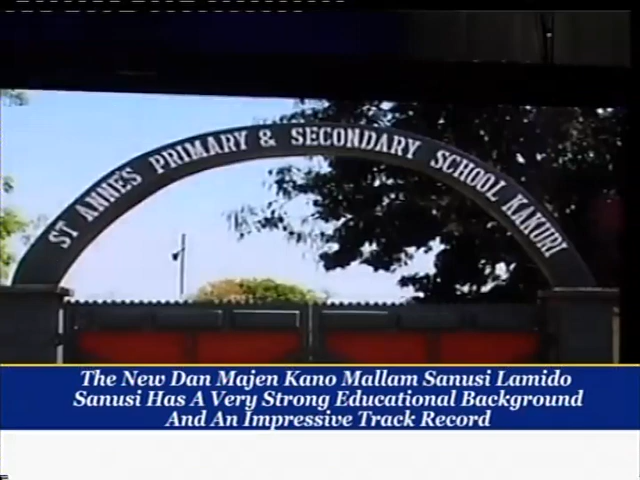 ST ANNE'S PRIMARY & SECONDARY SCHOOL KAKURI
The New Dan Majen Kano Mallam Sanusi Lamido
Sanusi Has A Very Strong Educational Background
And An Impressive Track Record